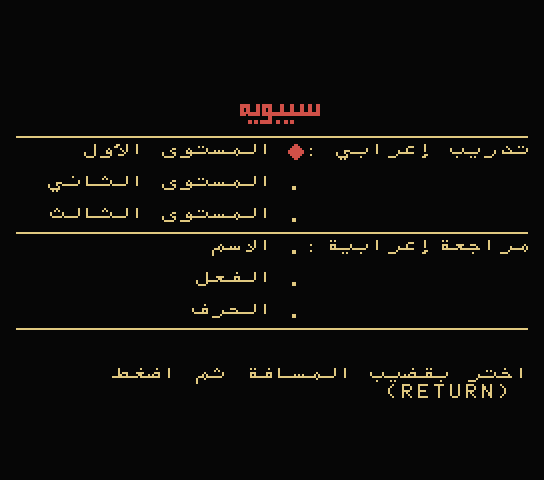 سيبويه
تدريب إعرابي : المستوى الأول
. المستوى الثاني
. المستوى الثالث
مراجعة إعرابية : . الاسم
. الفعل
. الحرف
اختر بقضيب المسافة ثم اضغط
(RETURN)